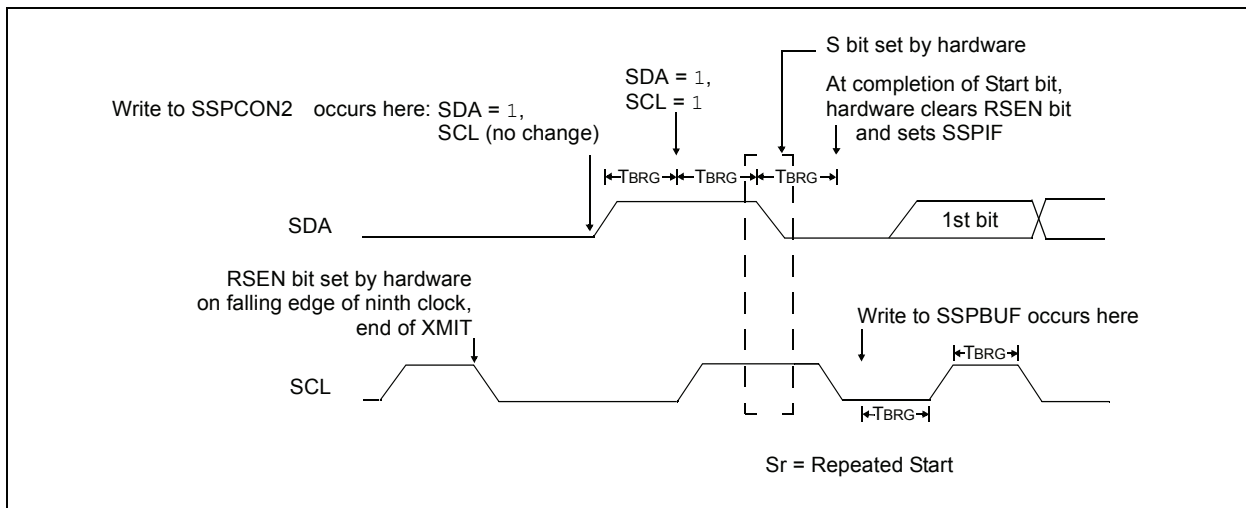 S bit set by hardware
SDA = 1,
SCL = 1
At completion of Start bit,
hardware clears RSEN bit
and sets SSPIF
Write to SSPCON2 occurs here: SDA = 1,
SCL (no change)
TBRG TBRG TBRG
SDA
1st bit
RSEN bit set by hardware
on falling edge of ninth clock,
end of XMIT
Write to SSPBUF occurs here
TBRG
SCL
TBRG
Sr = Repeated Start